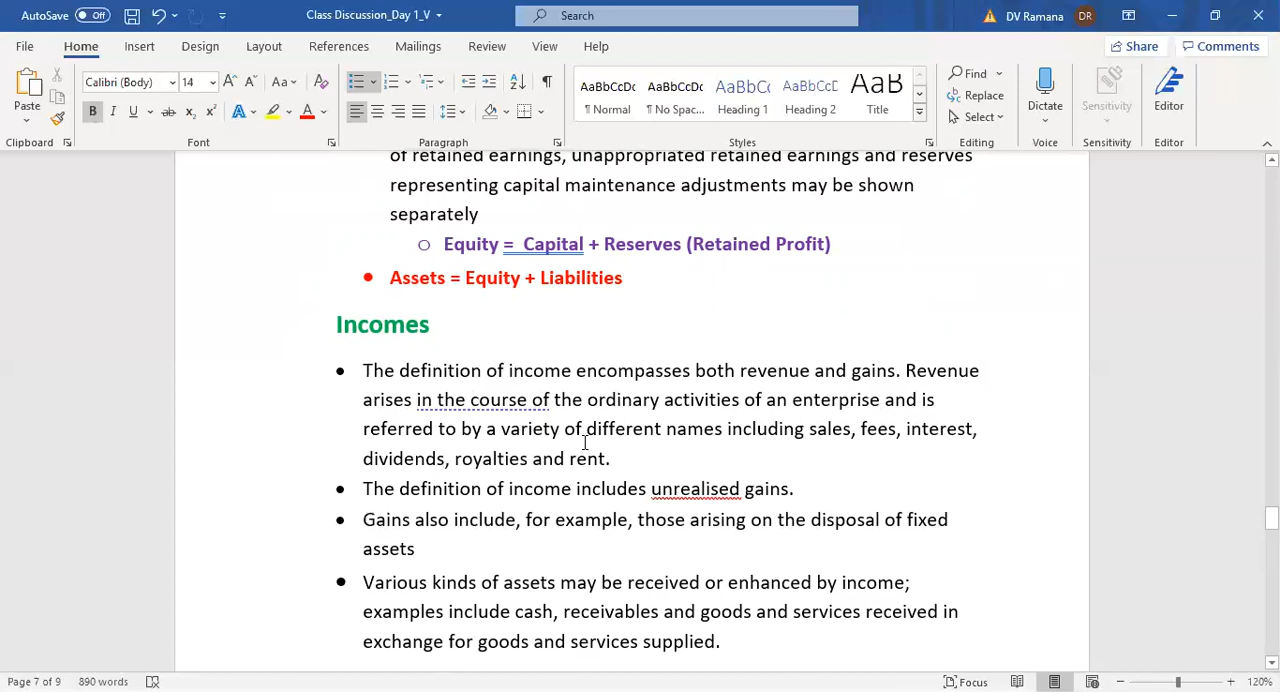 AutoSave Off Class Discussion_Day 1_V Search DV Ramana DR
File Home Insert Design Layout References Mailings Review View Help Share Comments
Calibri (Body) 14 A A Aa A Find
Paste B I U ab x2 x2 A A AaBbCcDc AaBbCcDc AaBbCc AaBbCcD AaB Replace Dictate Sensitivity Editor
¶ Normal ¶ No Spac... Heading 1 Heading 2 Title Select
Clipboard Font Paragraph Styles Editing Voice Sensitivity Editor
of retained earnings, unappropriated retained earnings and reserves
representing capital maintenance adjustments may be shown
separately
o Equity = Capital + Reserves (Retained Profit)
• Assets = Equity + Liabilities
Incomes
• The definition of income encompasses both revenue and gains. Revenue
arises in the course of the ordinary activities of an enterprise and is
referred to by a variety of different names including sales, fees, interest,
dividends, royalties and rent.
• The definition of income includes unrealised gains.
• Gains also include, for example, those arising on the disposal of fixed
assets
• Various kinds of assets may be received or enhanced by income;
examples include cash, receivables and goods and services received in
exchange for goods and services supplied.
Page 7 of 9 890 words Focus 120%